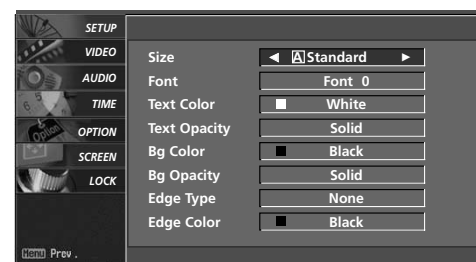 SETUP
VIDEO
AUDIO
TIME
OPTION
SCREEN
LOCK
Menu Prev.
Size ◄ A Standard ►
Font Font 0
Text Color White
Text Opacity Solid
Bg Color Black
Bg Opacity Solid
Edge Type None
Edge Color Black
Option